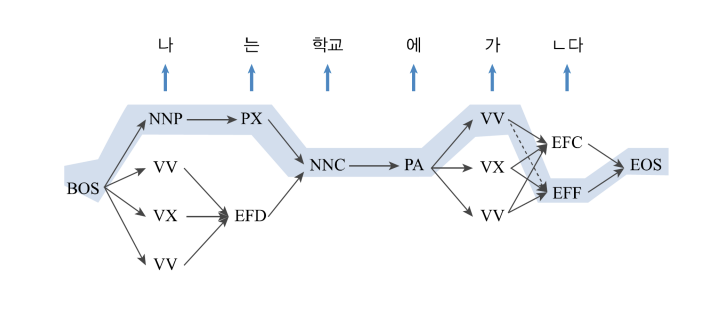 나 는 학교 에 가 ㄴ다
NNP PX VV EFC
BOS VV NNC PA VX EOS
VX EFD VV EFF
VV